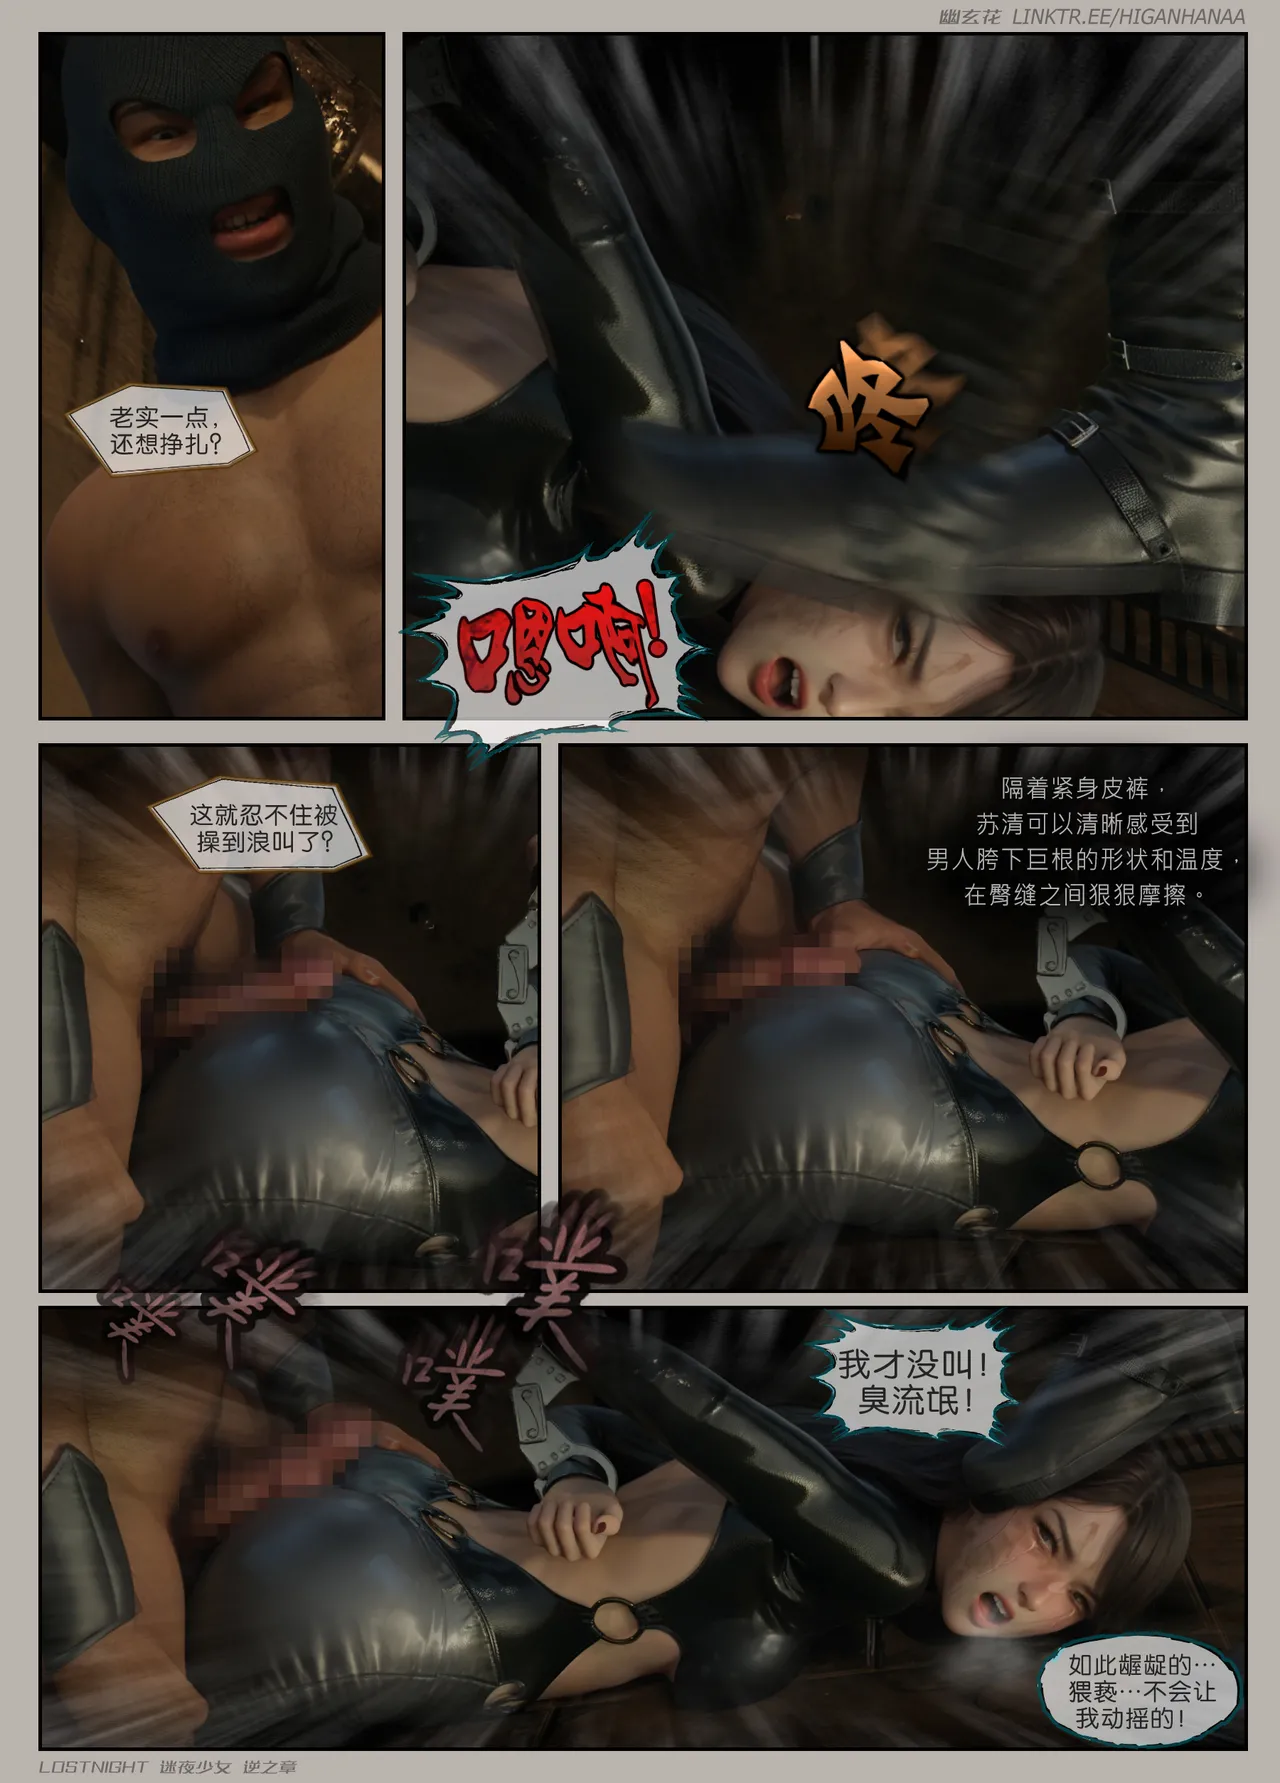 幽玄花 LINKTR.EE/HIGANHANAA
老实一点，
还想挣扎？
嗯
这就忍不住被
操到浪叫了？
隔着紧身皮裤，
苏清可以清晰感受到
男人胯下巨根的形状和温度，
在臀缝之间狠狠摩擦。
噗
噗
噗
噗
我才没叫！
臭流氓！
如此龌龊的…
猥亵…不会让
我动摇的！
LOSTNIGHT 迷夜少女 逆之章